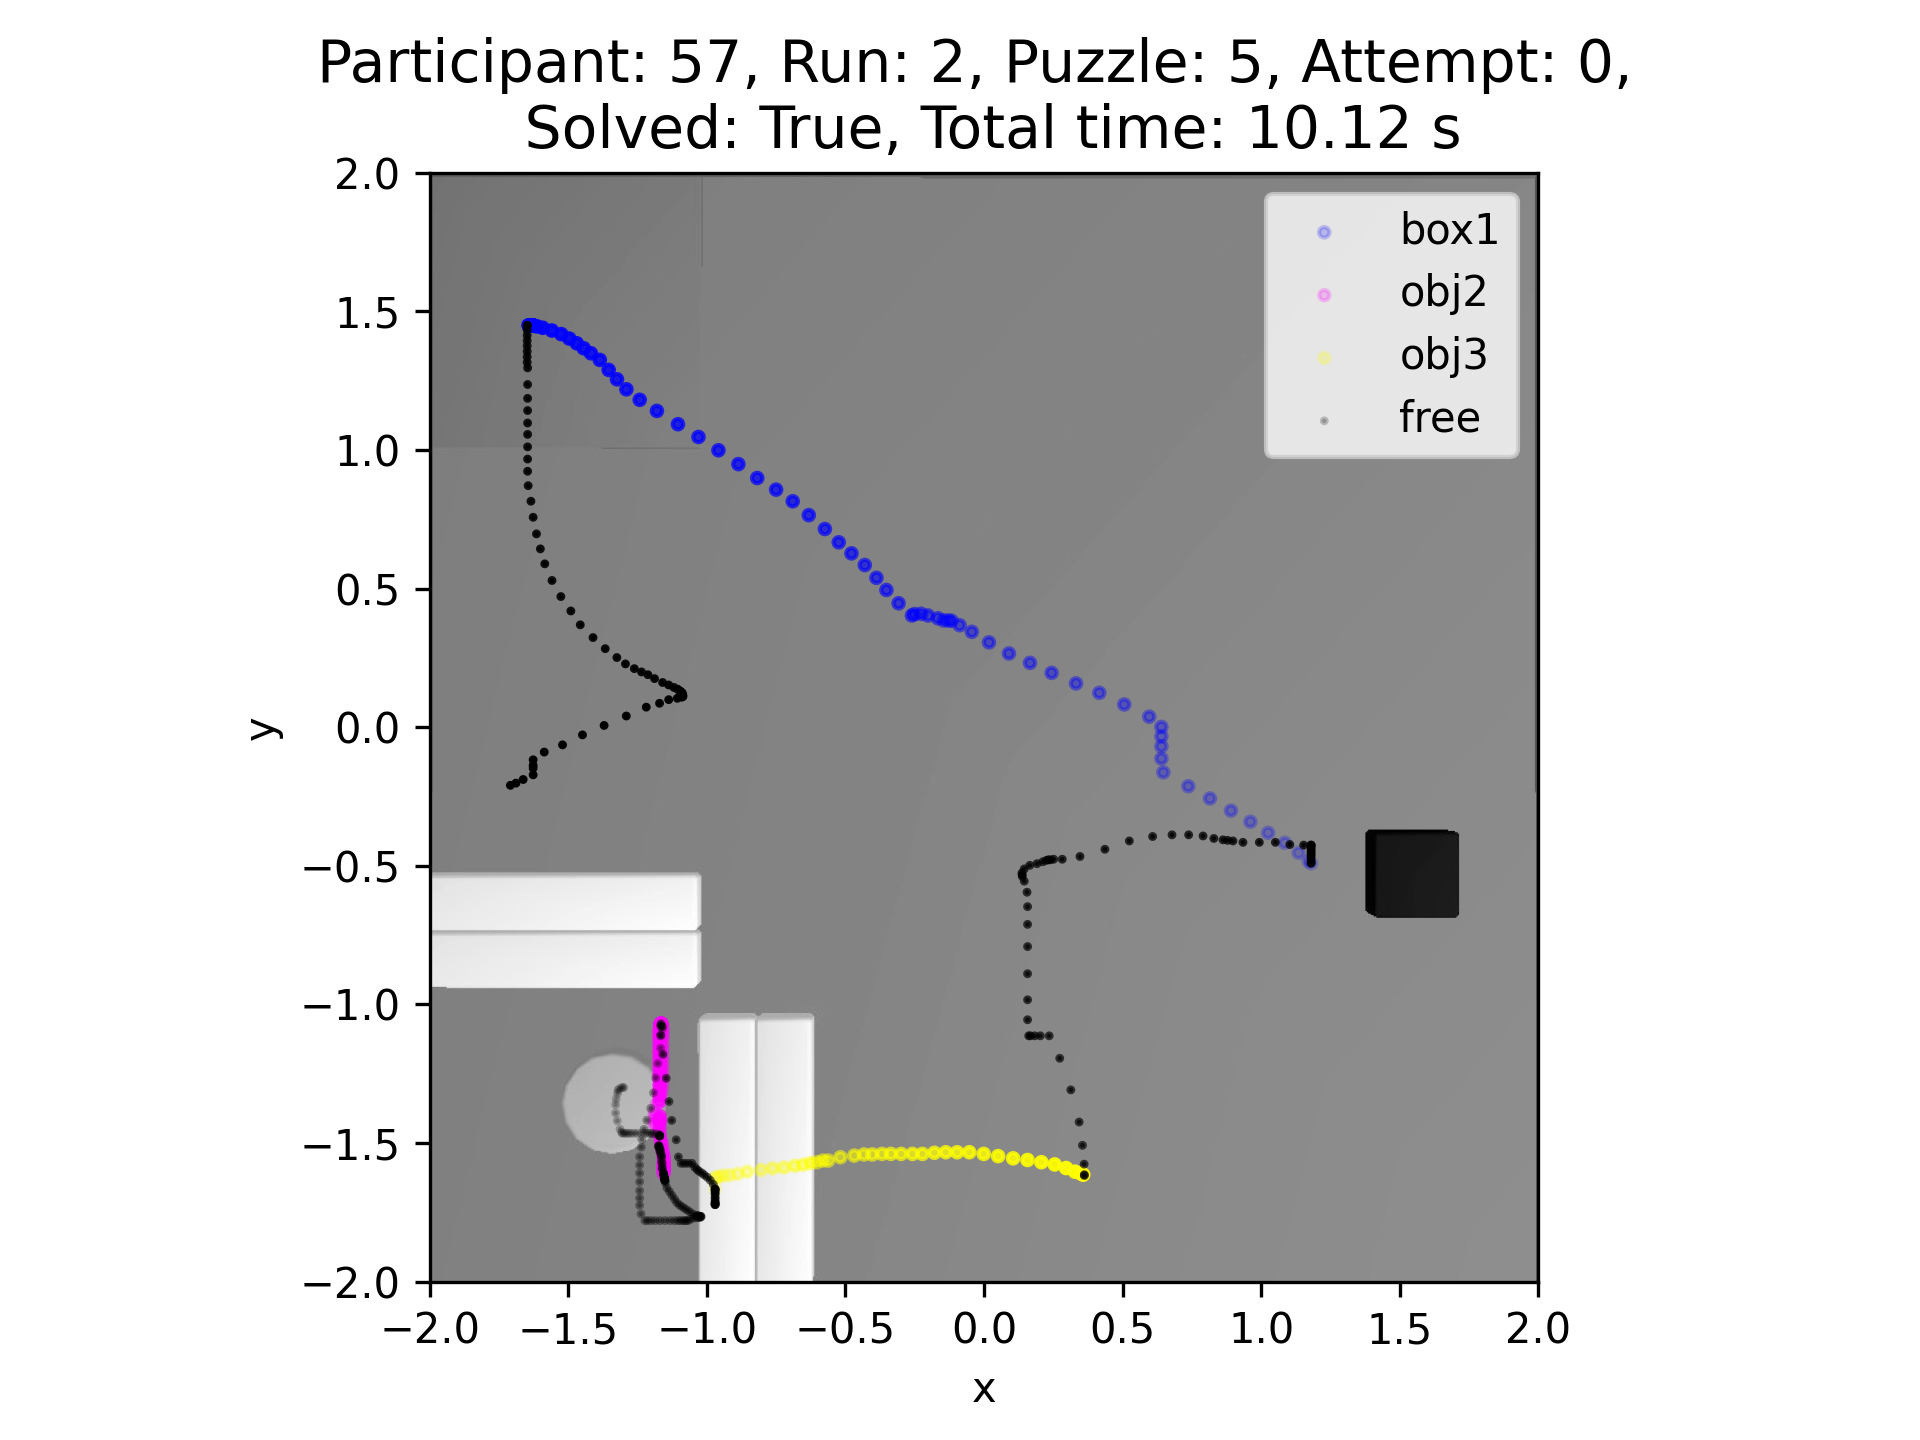 Participant: 57, Run: 2, Puzzle: 5, Attempt: 0,
Solved: True, Total time: 10.12 s
box1
obj2
obj3
free
2.0
1.5
1.0
0.5
0.0
−0.5
−1.0
−1.5
−2.0
y
−2.0 −1.5 −1.0 −0.5 0.0 0.5 1.0 1.5 2.0
x